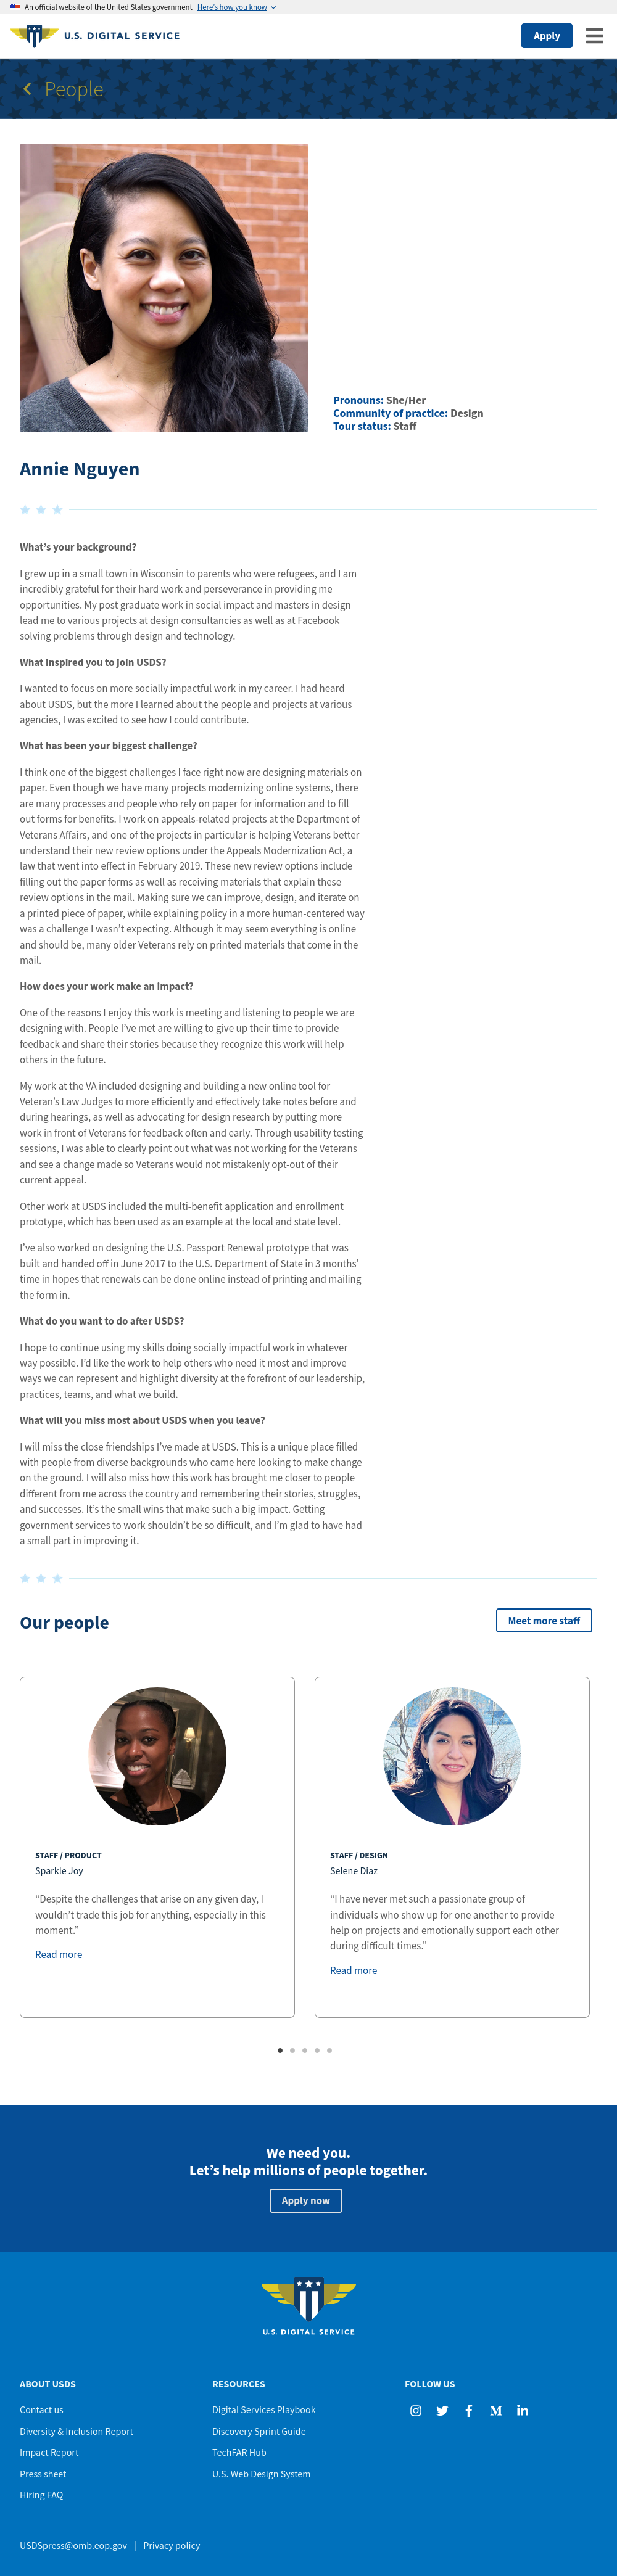 An official website of the United States government Here's how you know
U.S. DIGITAL SERVICE
Apply
People
Pronouns: She/Her
Community of practice: Design
Tour status: Staff
Annie Nguyen
What's your background?
I grew up in a small town in Wisconsin to parents who were refugees, and I am
incredibly grateful for their hard work and perseverance in providing me
opportunities. My post graduate work in social impact and masters in design
lead me to various projects at design consultancies as well as at Facebook
solving problems through design and technology.
What inspired you to join USDS?
I wanted to focus on more socially impactful work in my career. I had heard
about USDS, but the more I learned about the people and projects at various
agencies, I was excited to see how I could contribute.
What has been your biggest challenge?
I think one of the biggest challenges I face right now are designing materials on
paper. Even though we have many projects modernizing online systems, there
are many processes and people who rely on paper for information and to fill
out forms for benefits. I work on appeals-related projects at the Department of
Veterans Affairs, and one of the projects in particular is helping Veterans better
understand their new review options under the Appeals Modernization Act, a
law that went into effect in February 2019. These new review options include
filling out the paper forms as well as receiving materials that explain these
review options in the mail. Making sure we can improve, design, and iterate on
a printed piece of paper, while explaining policy in a more human-centered way
was a challenge I wasn't expecting. Although it may seem everything is online
and should be, many older Veterans rely on printed materials that come in the
mail.
How does your work make an impact?
One of the reasons I enjoy this work is meeting and listening to people we are
designing with. People I've met are willing to give up their time to provide
feedback and share their stories because they recognize this work will help
others in the future.
My work at the VA included designing and building a new online tool for
Veteran's Law Judges to more efficiently and effectively take notes before and
during hearings, as well as advocating for design research by putting more
work in front of Veterans for feedback often and early. Through usability testing
sessions, I was able to clearly point out what was not working for the Veterans
and see a change made so Veterans would not mistakenly opt-out of their
current appeal.
Other work at USDS included the multi-benefit application and enrollment
prototype, which has been used as an example at the local and state level.
I've also worked on designing the U.S. Passport Renewal prototype that was
built and handed off in June 2017 to the U.S. Department of State in 3 months'
time in hopes that renewals can be done online instead of printing and mailing
the form in.
What do you want to do after USDS?
I hope to continue using my skills doing socially impactful work in whatever
way possible. I'd like the work to help others who need it most and improve
ways we can represent and highlight diversity at the forefront of our leadership,
practices, teams, and what we build.
What will you miss most about USDS when you leave?
I will miss the close friendships I've made at USDS. This is a unique place filled
with people from diverse backgrounds who came here looking to make change
on the ground. I will also miss how this work has brought me closer to people
different from me across the country and remembering their stories, struggles,
and successes. It's the small wins that make such a big impact. Getting
government services to work shouldn't be so difficult, and I'm glad to have had
a small part in improving it.
Our people
Meet more staff
STAFF / PRODUCT
Sparkle Joy
“Despite the challenges that arise on any given day, I
wouldn't trade this job for anything, especially in this
moment.”
Read more
STAFF / DESIGN
Selene Diaz
“I have never met such a passionate group of
individuals who show up for one another to provide
help on projects and emotionally support each other
during difficult times.”
Read more
We need you.
Let's help millions of people together.
Apply now
U.S. DIGITAL SERVICE
ABOUT USDS
Contact us
Diversity & Inclusion Report
Impact Report
Press sheet
Hiring FAQ
RESOURCES
Digital Services Playbook
Discovery Sprint Guide
TechFAR Hub
U.S. Web Design System
FOLLOW US
USDSpress@omb.eop.gov | Privacy policy